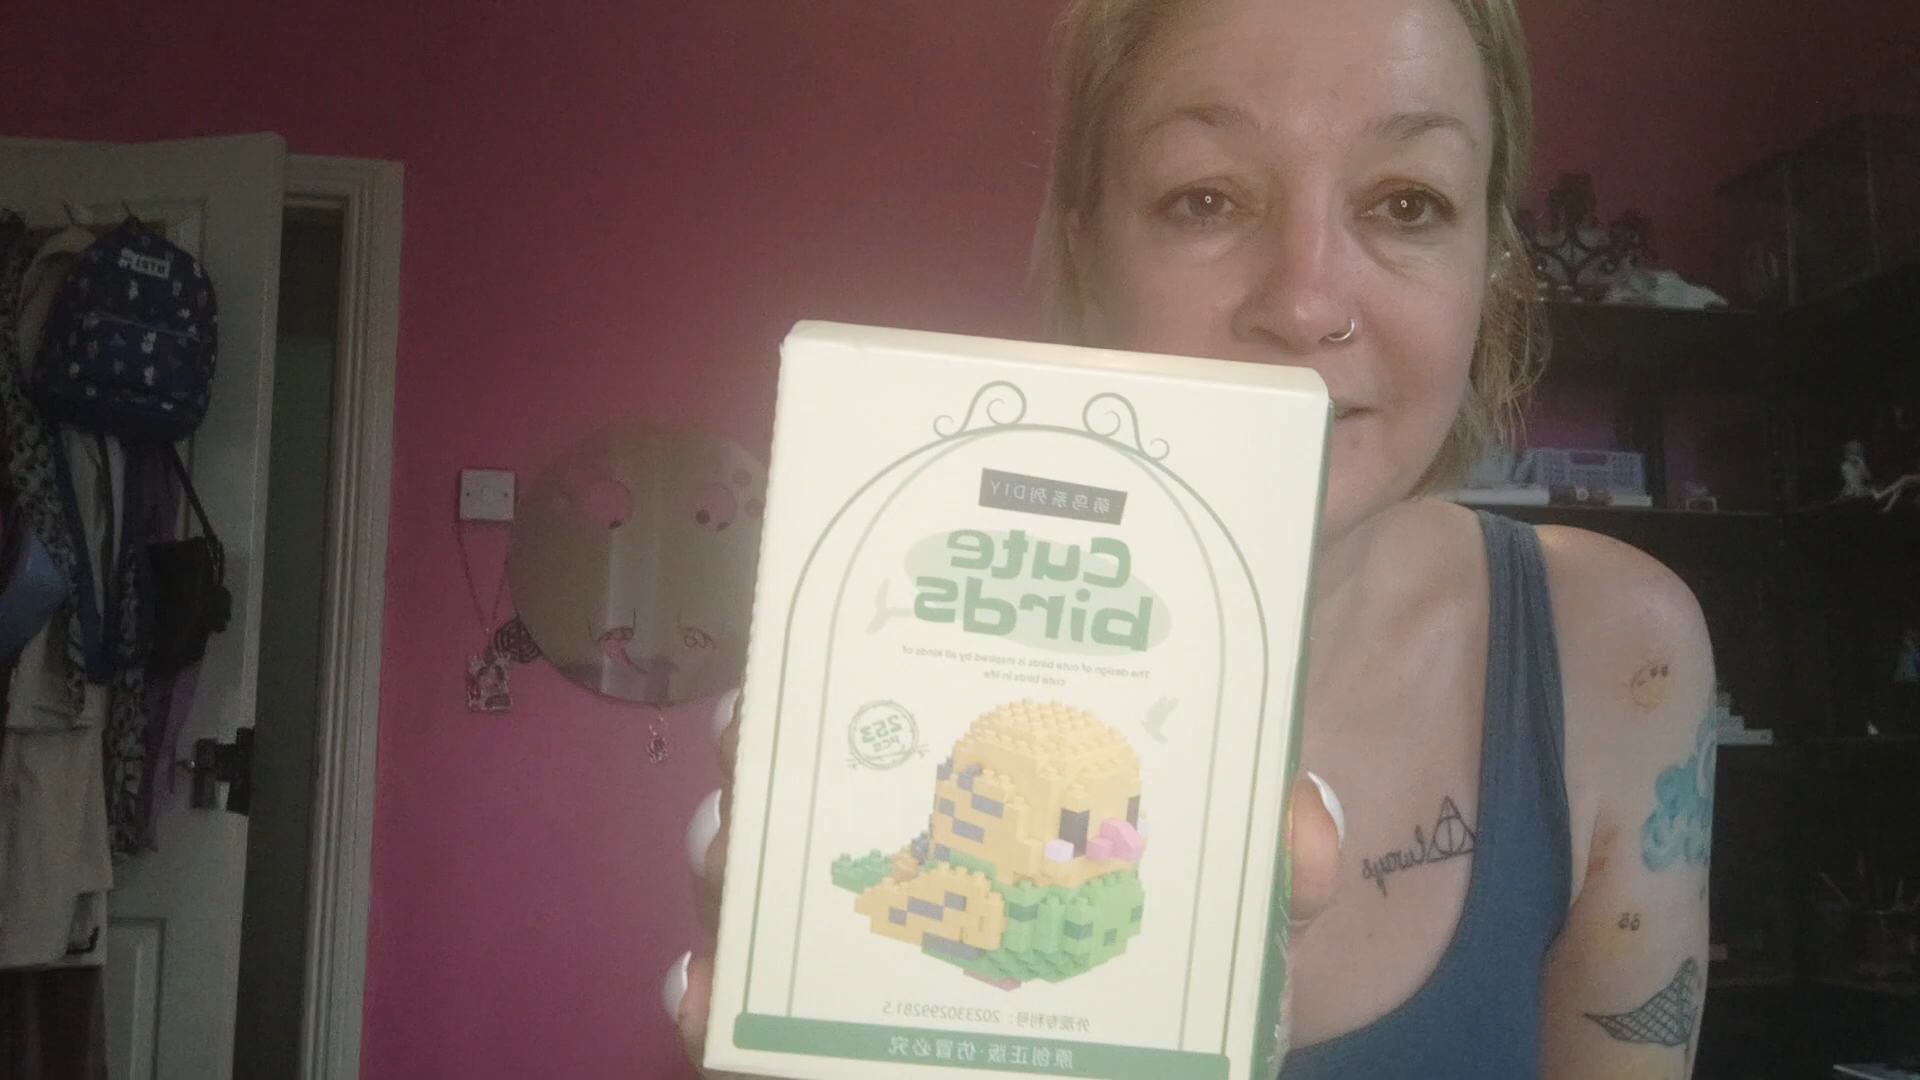 萌鸟系列DIY
Cute
birds
The design of cute birds is inspired by all kinds of
cute birds in life
253
PCS
外观专利号：202330299281.5
原创正版·仿冒必究
Always